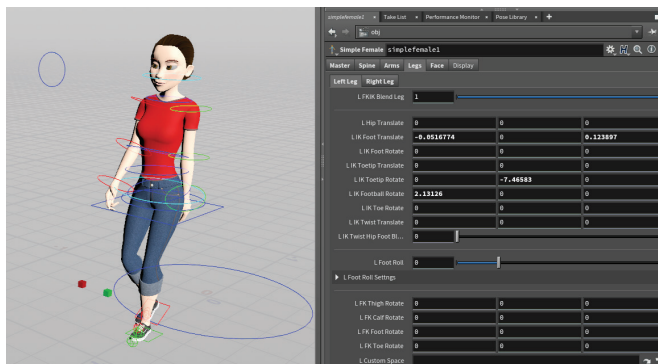 simplefemale1 Take List Performance Monitor Pose Library
obj
Simple Female simplefemale1
Master Spine Arms Legs Face Display
Left Leg Right Leg
L FKIK Blend Leg 1
L Hip Translate 0 0 0
L IK Foot Translate -0.0516774 0 0.123897
L IK Foot Rotate 0 0 0
L IK Toetip Translate 0 0 0
L IK Toetip Rotate 0 -7.46583 0
L IK Football Rotate 2.13126 0 0
L IK Toe Rotate 0 0 0
L IK Twist Translate 0 0 0
L IK Twist Hip Foot Bl... 0
L Foot Roll 0
L Foot Roll Settngs
L FK Thigh Rotate 0 0 0
L FK Calf Rotate 0 0 0
L FK Foot Rotate 0 0 0
L FK Toe Rotate 0 0 0
L Custom Space